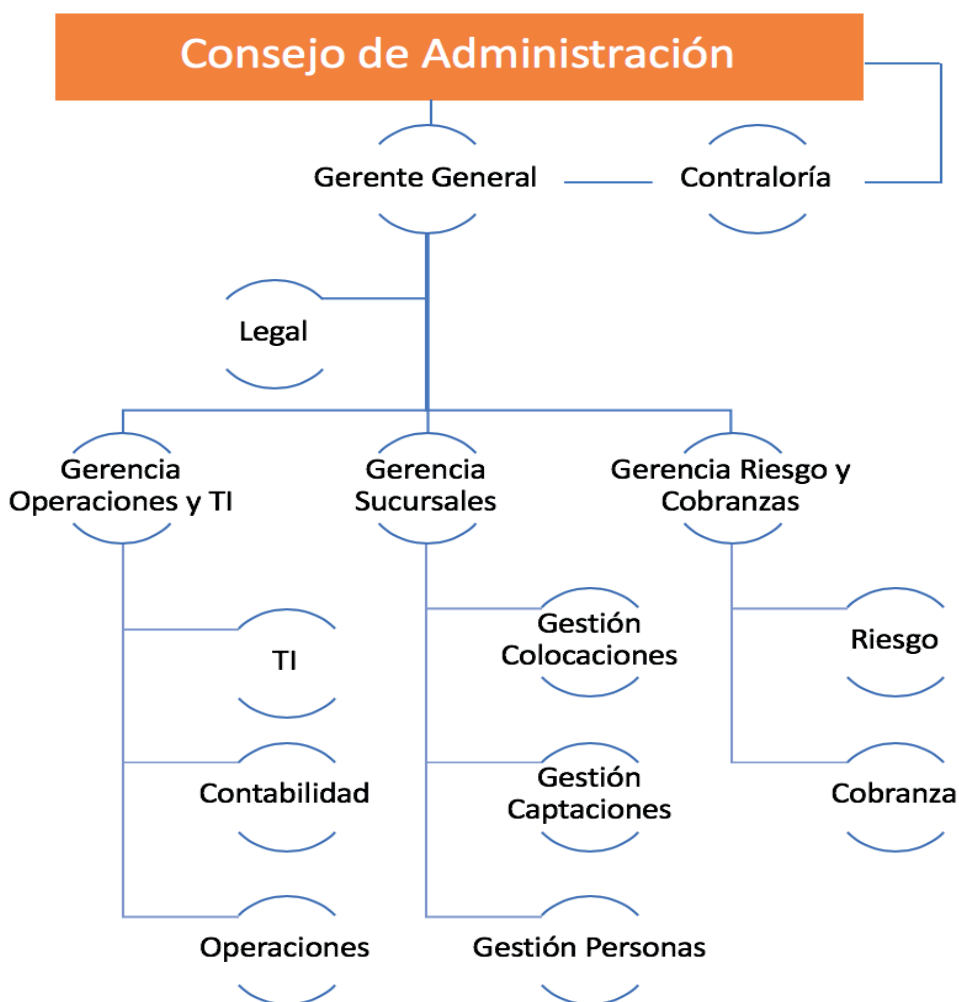 Consejo de Administración
Gerente General
Contraloría
Legal
Gerencia
Operaciones y TI
Gerencia
Sucursales
Gerencia Riesgo y
Cobranzas
TI
Contabilidad
Operaciones
Gestión
Colocaciones
Gestión
Captaciones
Gestión Personas
Riesgo
Cobranza